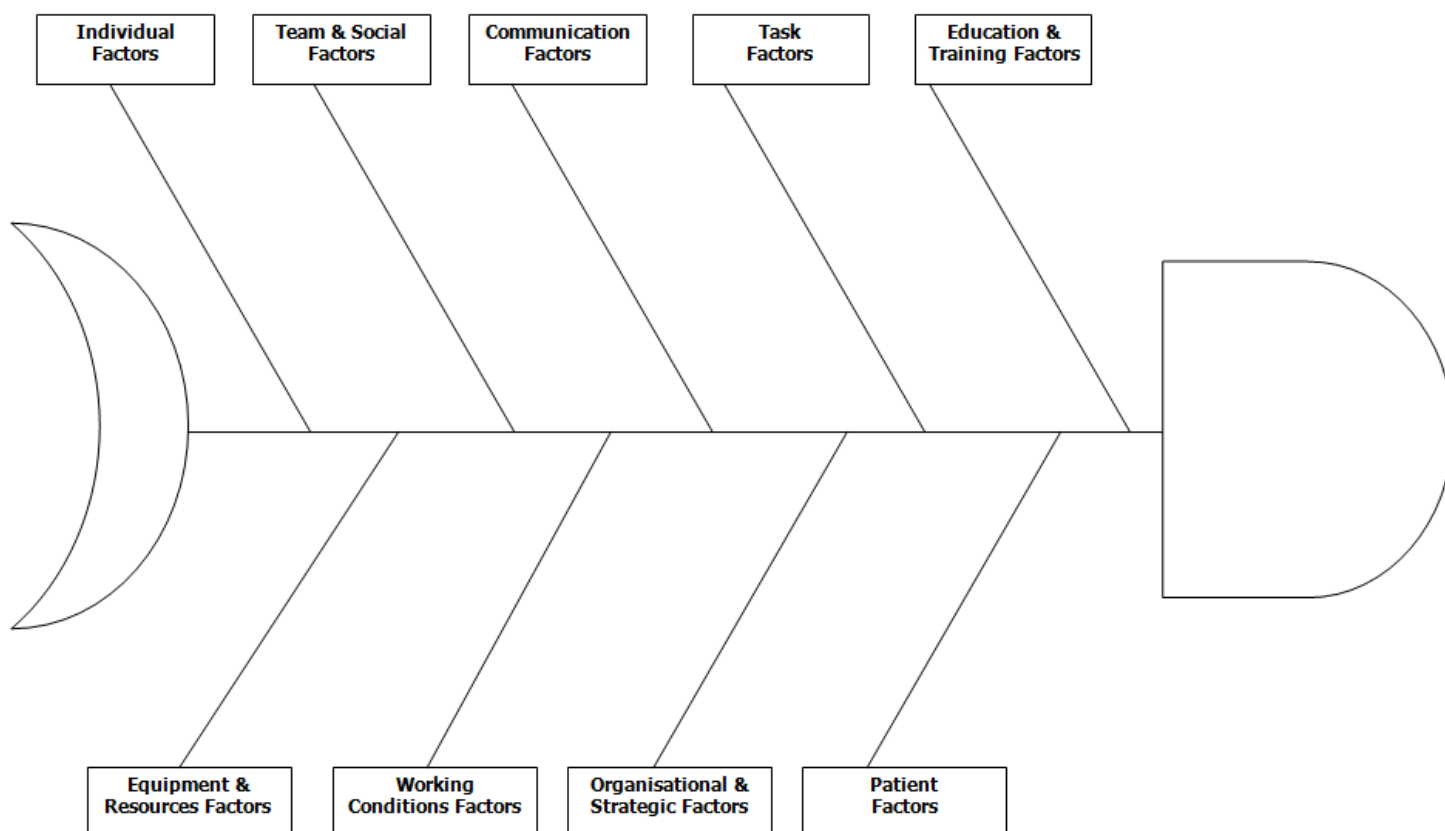 Individual
Factors
Team & Social
Factors
Communication
Factors
Task
Factors
Education &
Training Factors
Equipment &
Resources Factors
Working
Conditions Factors
Organisational &
Strategic Factors
Patient
Factors